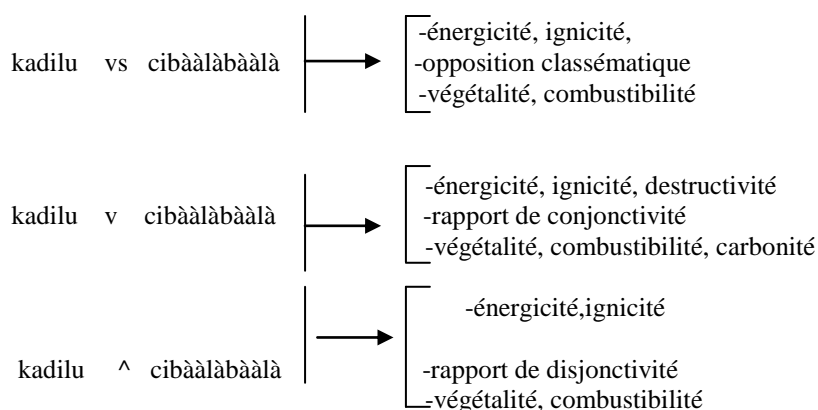 -énergicité, ignicité,
kadilu vs cibààlàbààlà
-opposition classématique
-végétalité, combustibilité
-énergicité, ignicité, destructivité
kadilu v cibààlàbààlà
-rapport de conjonctivité
-végétalité, combustibilité, carbonité
-énergicité,ignicité
kadilu ^ cibààlàbààlà
-rapport de disjonctivité
-végétalité, combustibilité